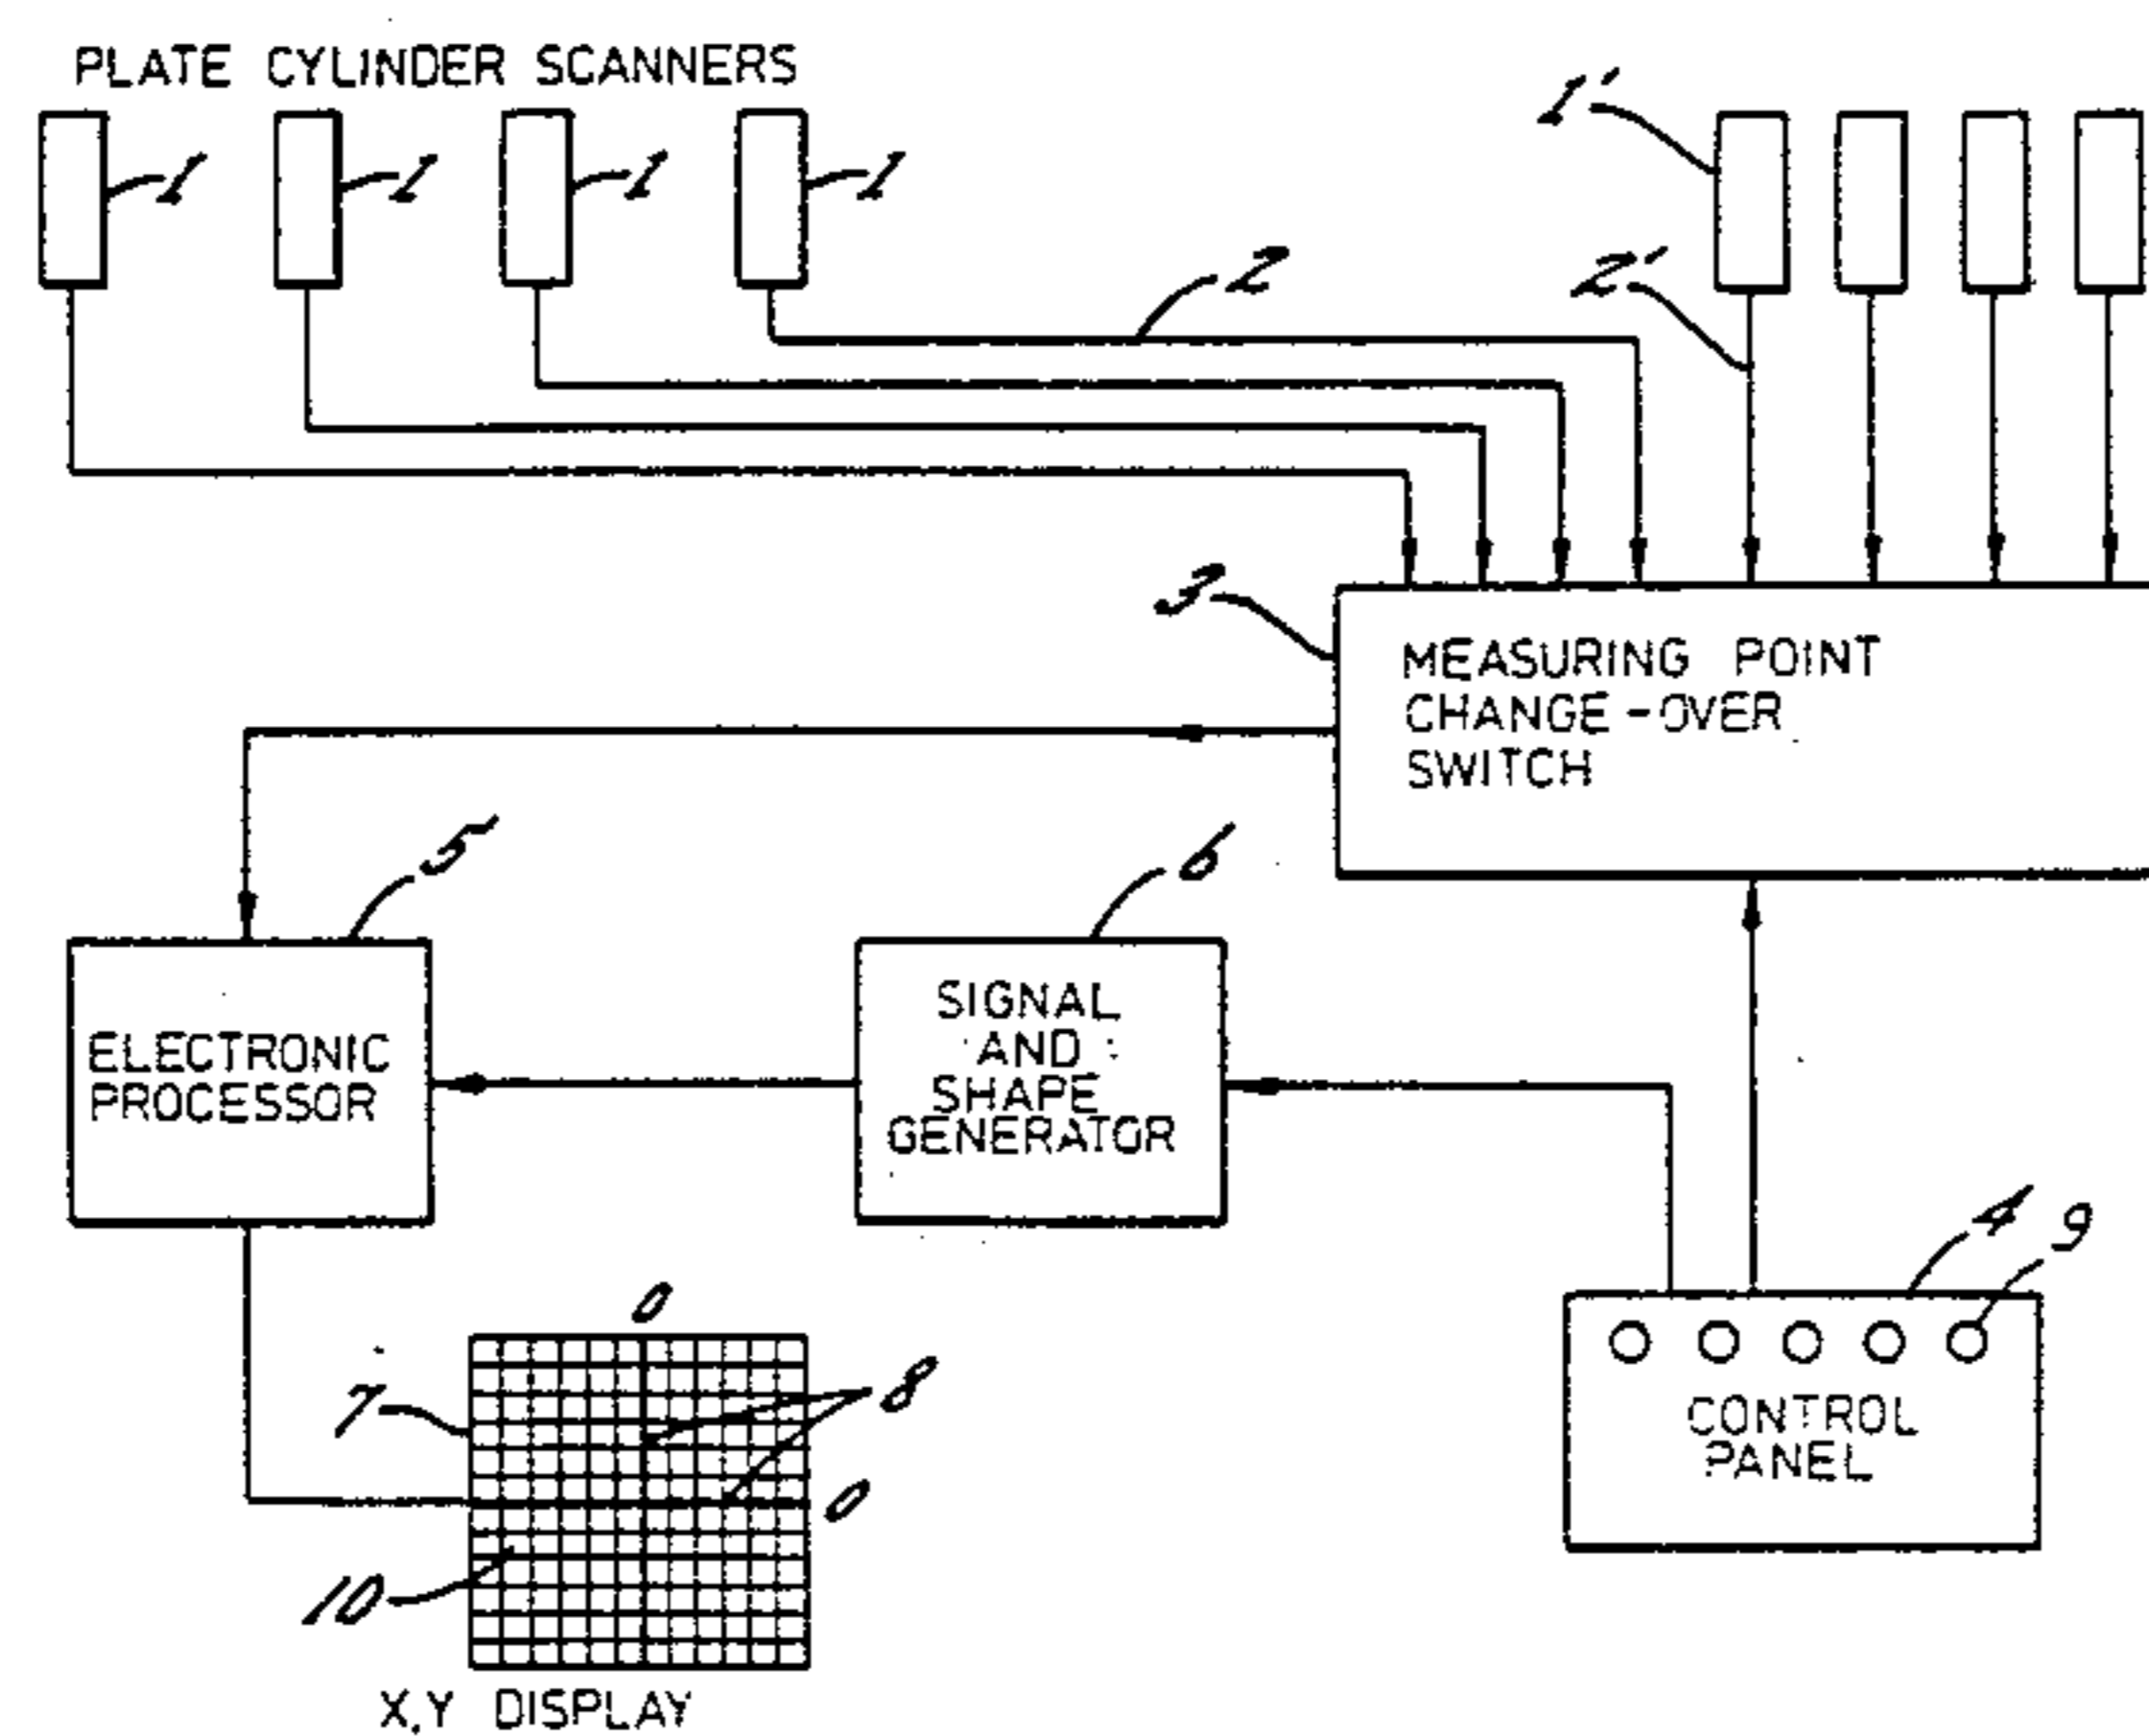 PLATE CYLINDER SCANNERS
1 1 1 1 1'
2 2'
3
MEASURING POINT
CHANGE-OVER
SWITCH
5 6
SIGNAL
AND
SHAPE
GENERATOR
ELECTRONIC
PROCESSOR
4 9
0
7 8
CONTROL
PANEL
0
10
X,Y DISPLAY